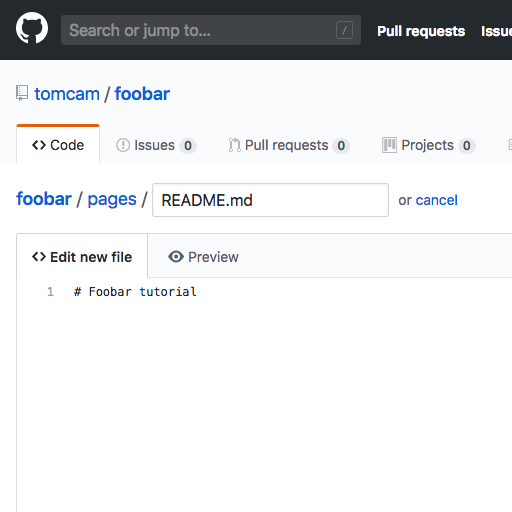 Search or jump to... /
Pull requests
Issu
tomcam / foobar
Code
Issues 0
Pull requests 0
Projects 0
foobar / pages / README.md or cancel
Edit new file
Preview
1 # Foobar tutorial